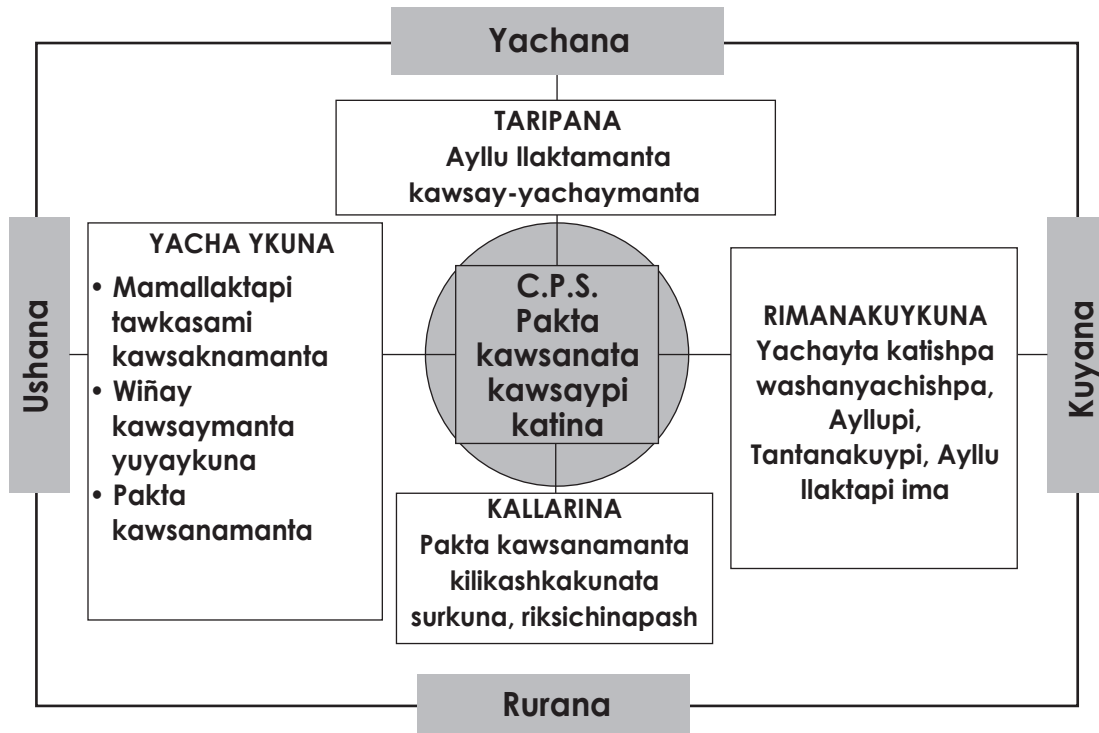 Yachana
TARIPANA
Ayllu llaktamanta
kawsay-yachaymanta
Ushana
YACHA YKUNA
• Mamallaktapi
tawkasami
kawsaknamanta
• Wiñay
kawsaymanta
yuyaykuna
• Pakta
kawsanamanta
C.P.S.
Pakta
kawsanata
kawsaypi
katina
RIMANAKUYKUNA
Yachayta katishpa
washanyachishpa,
Ayllupi,
Tantanakuypi, Ayllu
llaktapi ima
Kuyana
KALLARINA
Pakta kawsanamanta
kilikashkakunata
surkuna, riksichinapash
Rurana